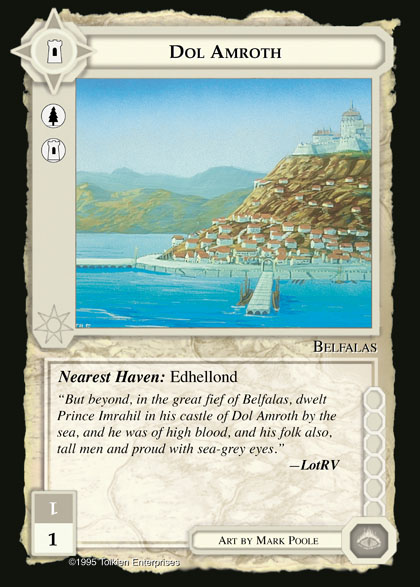 DOL AMROTH
BELFALAS
Nearest Haven: Edhellond
“But beyond, in the great fief of Belfalas, dwelt
Prince Imrahil in his castle of Dol Amroth by the
sea, and he was of high blood, and his folk also,
tall men and proud with sea-grey eyes.”
—LotRV
1
1
ART BY MARK POOLE
©1995 Tolkien Enterprises